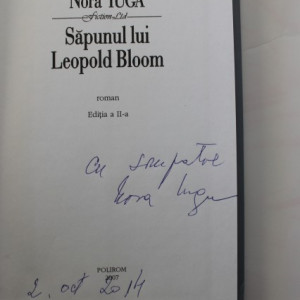 Nora IUGA
Fiction LTD
Săpunul lui
Leopold Bloom
roman
Ediția a II-a
Cu simpatie
Nora Iuga
POLIROM
2007
2 oct 2014